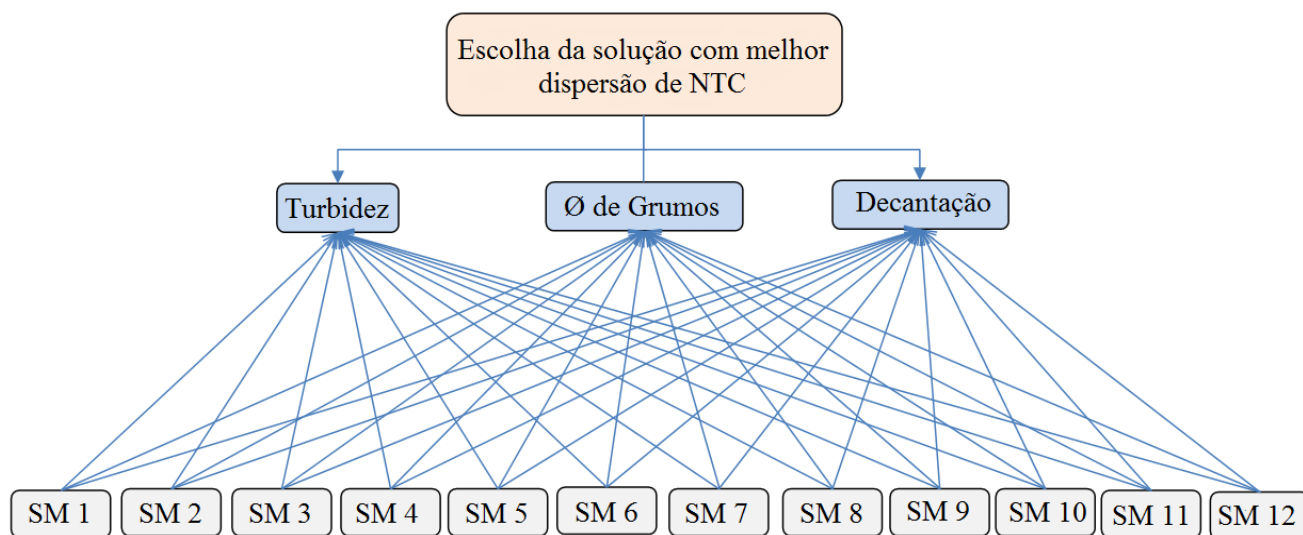 Escolha da solução com melhor
dispersão de NTC
Turbidez
Ø de Grumos
Decantação
SM 1
SM 2
SM 3
SM 4
SM 5
SM 6
SM 7
SM 8
SM 9
SM 10
SM 11
SM 12